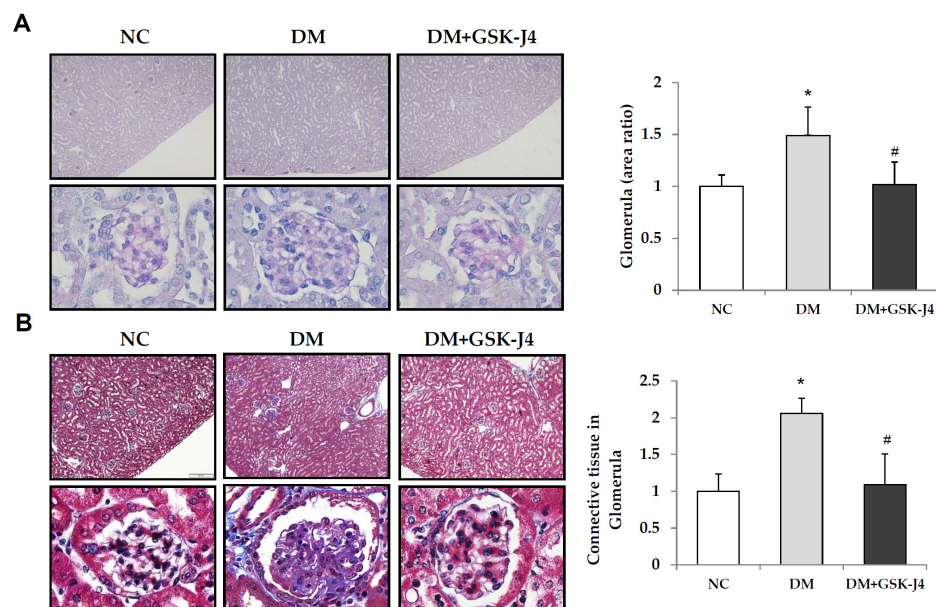 A
NC DM DM+GSK-J4
Glomerula (area ratio)
2
1.5
1
0.5
0
*
#
NC DM DM+GSK-J4
B
NC DM DM+GSK-J4
Connective tissue in
Glomerula
2.5
2
1.5
1
0.5
0
*
#
NC DM DM+GSK-J4